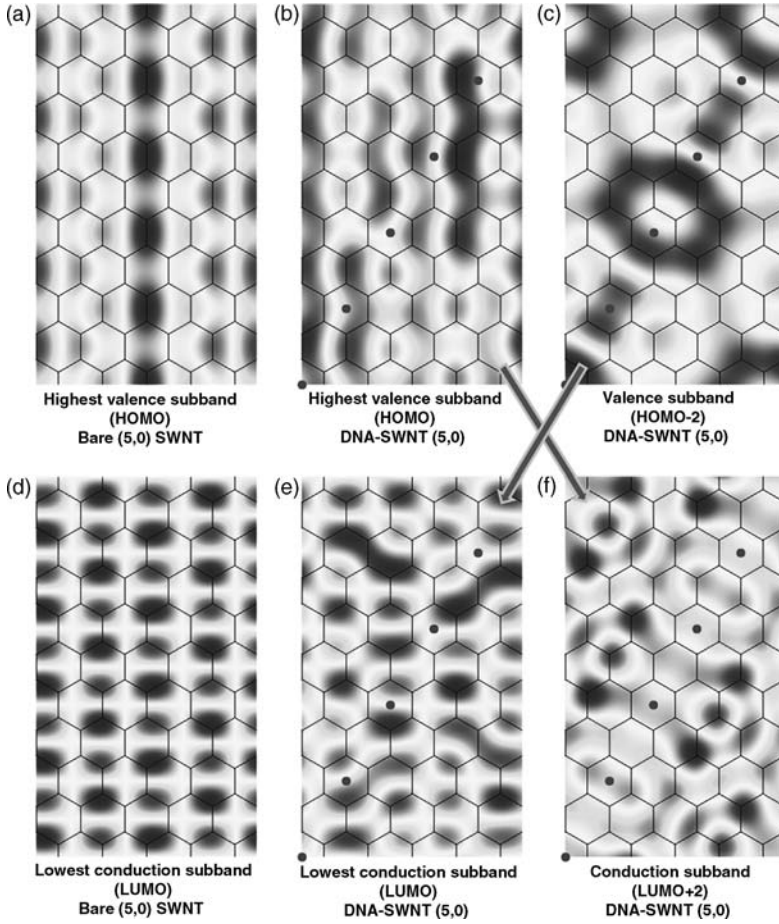 (a)
(b)
(c)
Highest valence subband
(HOMO)
Bare (5,0) SWNT
Highest valence subband
(HOMO)
DNA-SWNT (5,0)
Valence subband
(HOMO-2)
DNA-SWNT (5,0)
(d)
(e)
(f)
Lowest conduction subband
(LUMO)
Bare (5,0) SWNT
Lowest conduction subband
(LUMO)
DNA-SWNT (5,0)
Conduction subband
(LUMO+2)
DNA-SWNT (5,0)